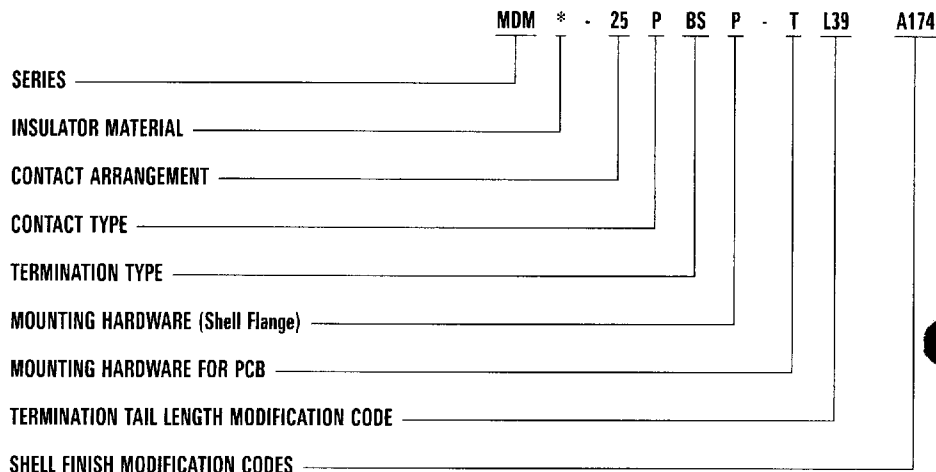 MDM * - 25 P BS P - T L39 A174
SERIES
INSULATOR MATERIAL
CONTACT ARRANGEMENT
CONTACT TYPE
TERMINATION TYPE
MOUNTING HARDWARE (Shell Flange)
MOUNTING HARDWARE FOR PCB
TERMINATION TAIL LENGTH MODIFICATION CODE
SHELL FINISH MODIFICATION CODES